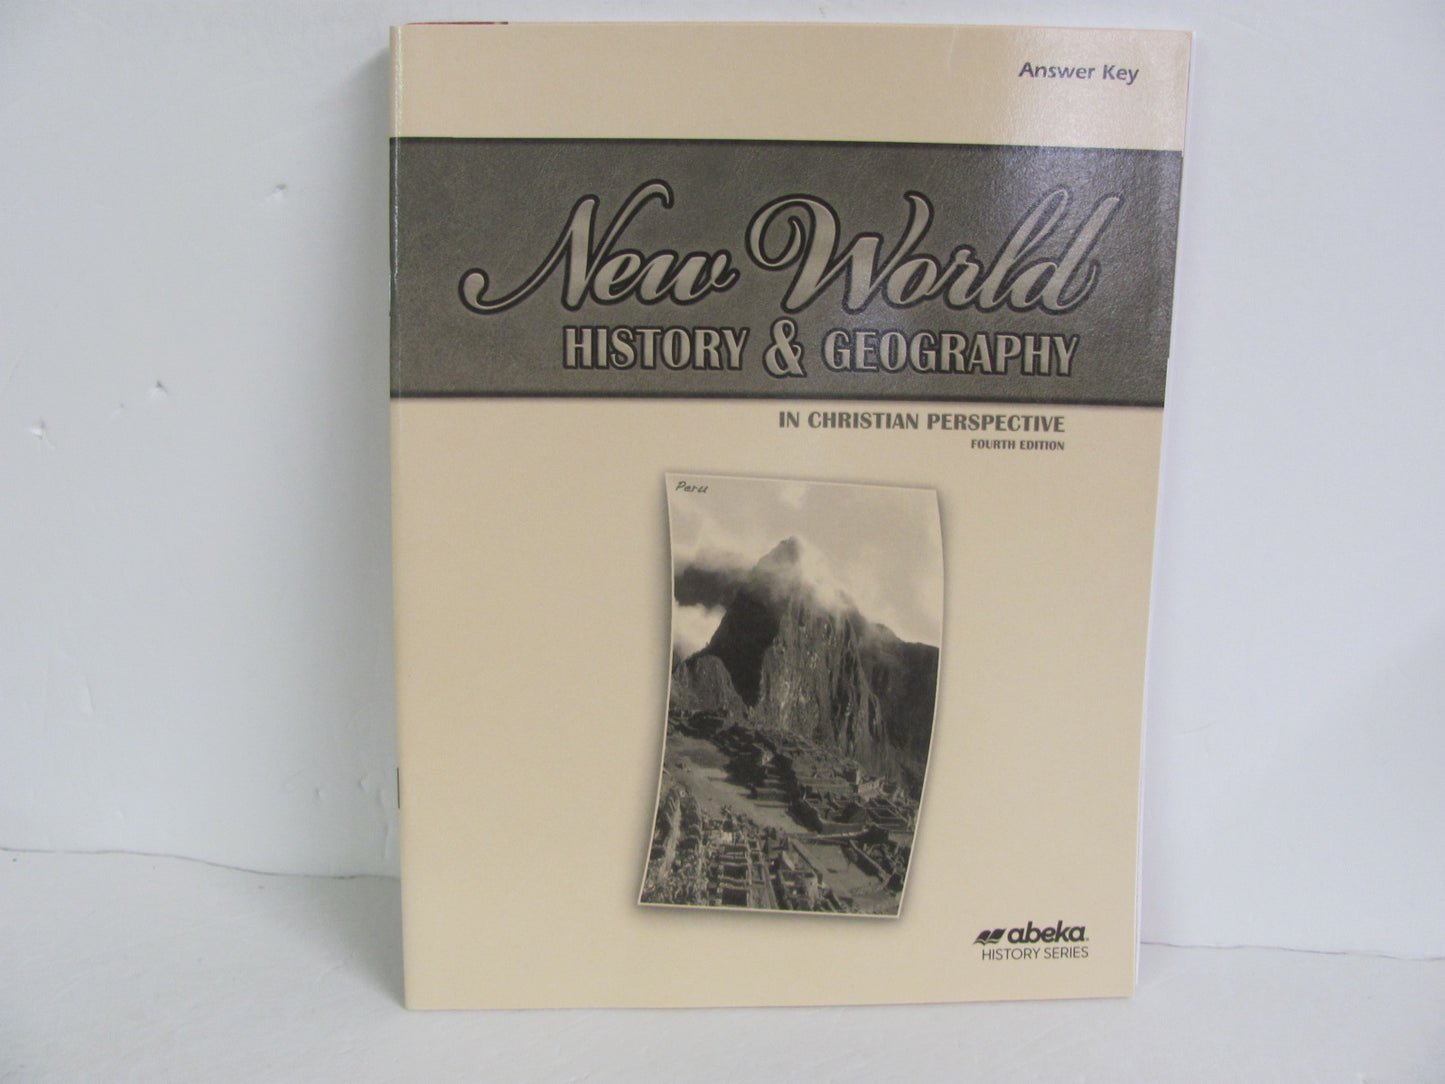 Answer Key
New World
HISTORY & GEOGRAPHY
IN CHRISTIAN PERSPECTIVE
FOURTH EDITION
Peru
abeka
HISTORY SERIES